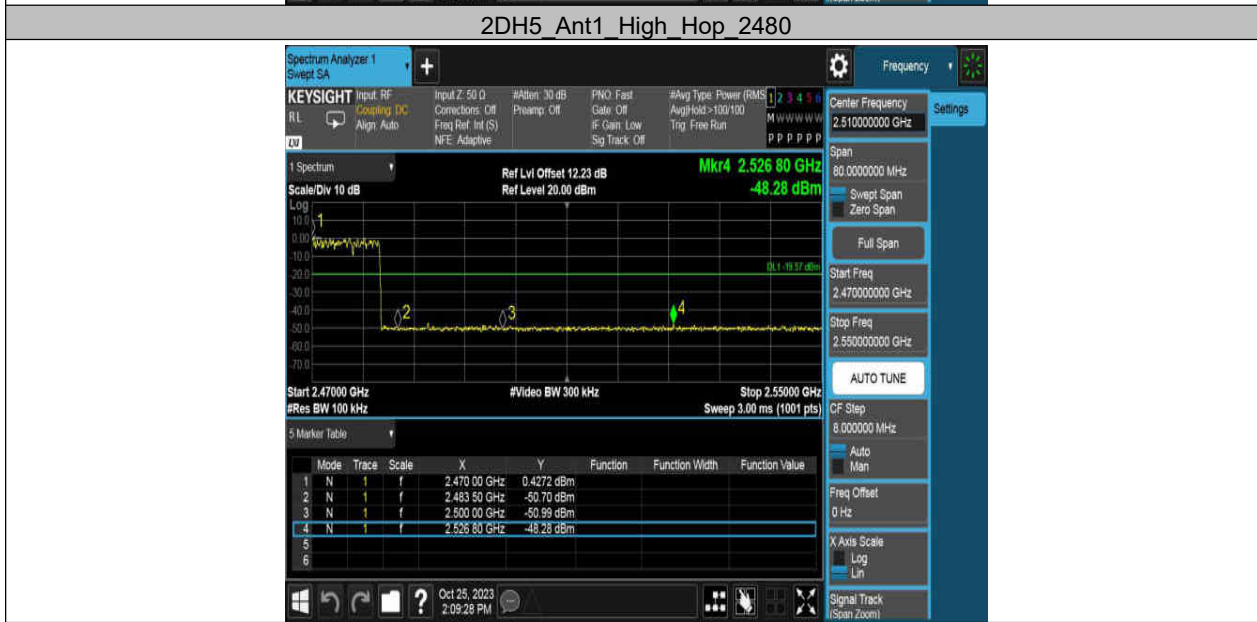 2DH5_Ant1_High_Hop_2480
Spectrum Analyzer 1
Swept SA
+
Frequency
KEYSIGHT
RL
LXI
Input: RF
Coupling: DC
Align: Auto
Input Z: 50 Ω
Corrections: Off
Freq Ref: Int (S)
NFE: Adaptive
#Atten: 30 dB
Preamp: Off
PNO: Fast
Gate: Off
IF Gain: Low
Sig Track: Off
#Avg Type: Power (RMS
Avg|Hold:>100/100
Trig: Free Run
1 2 3 4 5 6
M W W W W W
P P P P P P
1 Spectrum
Scale/Div 10 dB
Ref Lvl Offset 12.23 dB
Ref Level 20.00 dBm
Mkr4 2.526 80 GHz
-48.28 dBm
Log
10.0
0.00
-10.0
-20.0
-30.0
-40.0
-50.0
-60.0
-70.0
1
2
3
4
DL1 -19.57 dBm
Start 2.47000 GHz
#Res BW 100 kHz
#Video BW 300 kHz
Stop 2.55000 GHz
Sweep 3.00 ms (1001 pts)
5 Marker Table
Mode Trace Scale X Y Function Function Width Function Value
1 N 1 f 2.470 00 GHz 0.4272 dBm
2 N 1 f 2.483 50 GHz -50.70 dBm
3 N 1 f 2.500 00 GHz -50.99 dBm
4 N 1 f 2.526 80 GHz -48.28 dBm
5
6
?
Oct 25, 2023
2:09:28 PM
Center Frequency
2.510000000 GHz
Settings
Span
80.0000000 MHz
Swept Span
Zero Span
Full Span
Start Freq
2.470000000 GHz
Stop Freq
2.550000000 GHz
AUTO TUNE
CF Step
8.000000 MHz
Auto
Man
Freq Offset
0 Hz
X Axis Scale
Log
Lin
Signal Track
(Span Zoom)